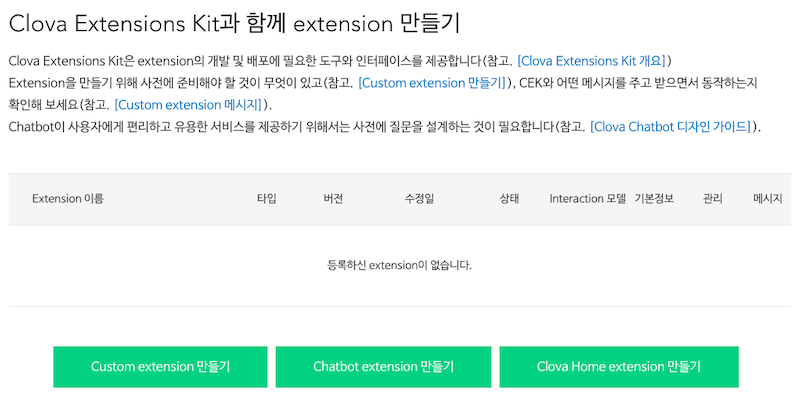 Clova Extensions Kit과 함께 extension 만들기
Clova Extensions Kit은 extension의 개발 및 배포에 필요한 도구와 인터페이스를 제공합니다(참고. [Clova Extensions Kit 개요])
Extension을 만들기 위해 사전에 준비해야 할 것이 무엇이 있고(참고. [Custom extension 만들기]), CEK와 어떤 메시지를 주고 받으면서 동작하는지
확인해 보세요(참고. [Custom extension 메시지]).
Chatbot이 사용자에게 편리하고 유용한 서비스를 제공하기 위해서는 사전에 질문을 설계하는 것이 필요합니다(참고. [Clova Chatbot 디자인 가이드]).
Extension 이름 타입 버전 수정일 상태 Interaction 모델 기본정보 관리 메시지
등록하신 extension이 없습니다.
Custom extension 만들기 Chatbot extension 만들기 Clova Home extension 만들기